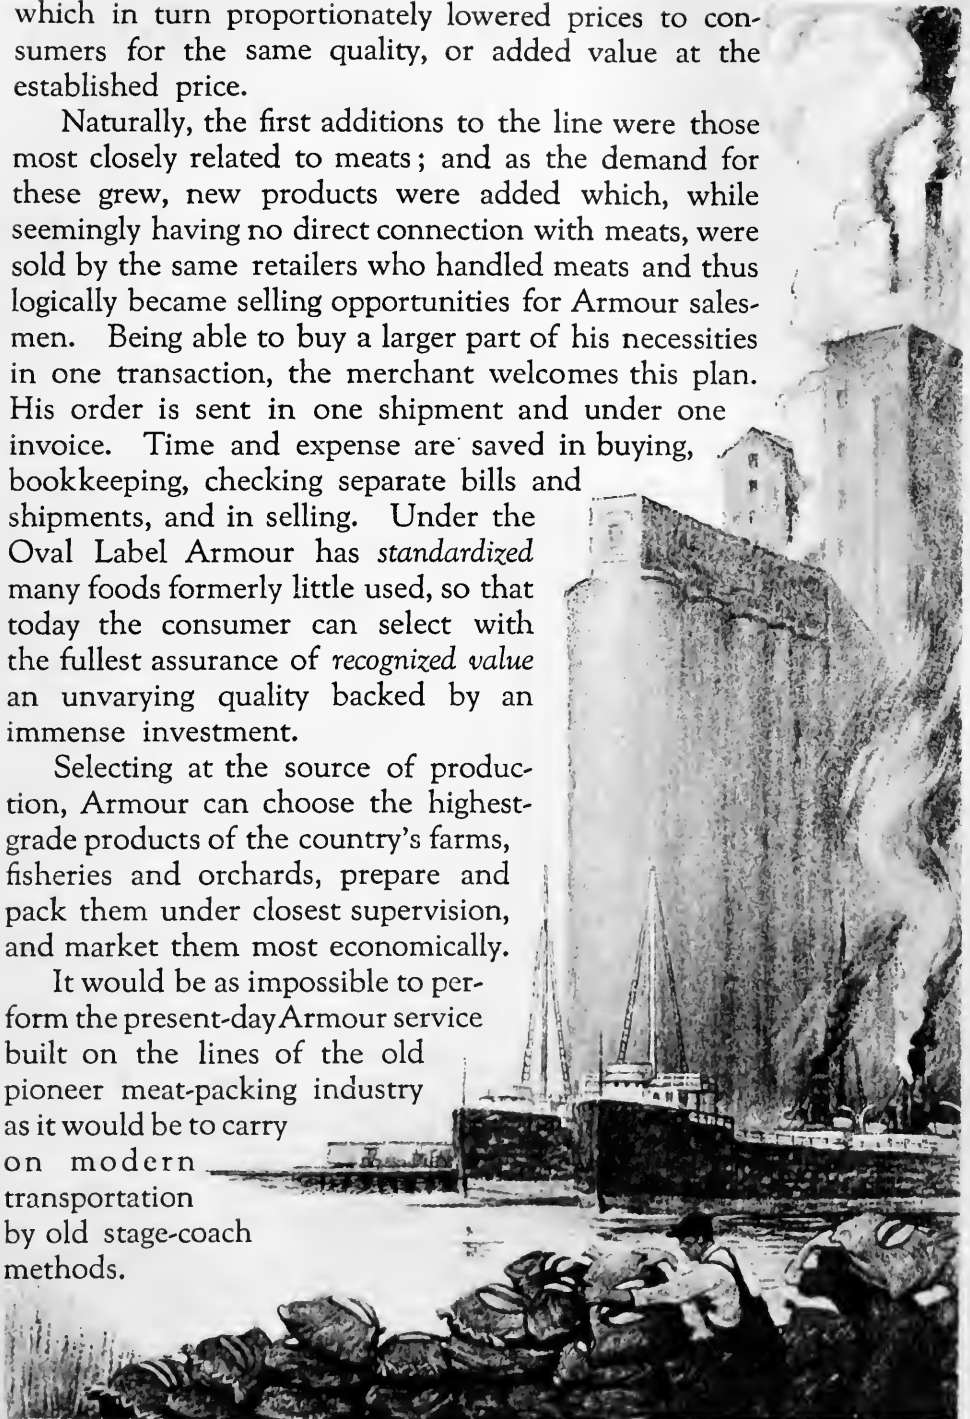 which in turn proportionately lowered prices to con-
sumers for the same quality, or added value at the
established price.
Naturally, the first additions to the line were those
most closely related to meats; and as the demand for
these grew, new products were added which, while
seemingly having no direct connection with meats, were
sold by the same retailers who handled meats and thus
logically became selling opportunities for Armour sales-
men. Being able to buy a larger part of his necessities
in one transaction, the merchant welcomes this plan.
His order is sent in one shipment and under one
invoice. Time and expense are saved in buying,
bookkeeping, checking separate bills and
shipments, and in selling. Under the
Oval Label Armour has standardized
many foods formerly little used, so that
today the consumer can select with
the fullest assurance of recognized value
an unvarying quality backed by an
immense investment.
Selecting at the source of produc-
tion, Armour can choose the highest-
grade products of the country's farms,
fisheries and orchards, prepare and
pack them under closest supervision,
and market them most economically.
It would be as impossible to per-
form the present-day Armour service
built on the lines of the old
pioneer meat-packing industry
as it would be to carry
on modern
transportation
by old stage-coach
methods.